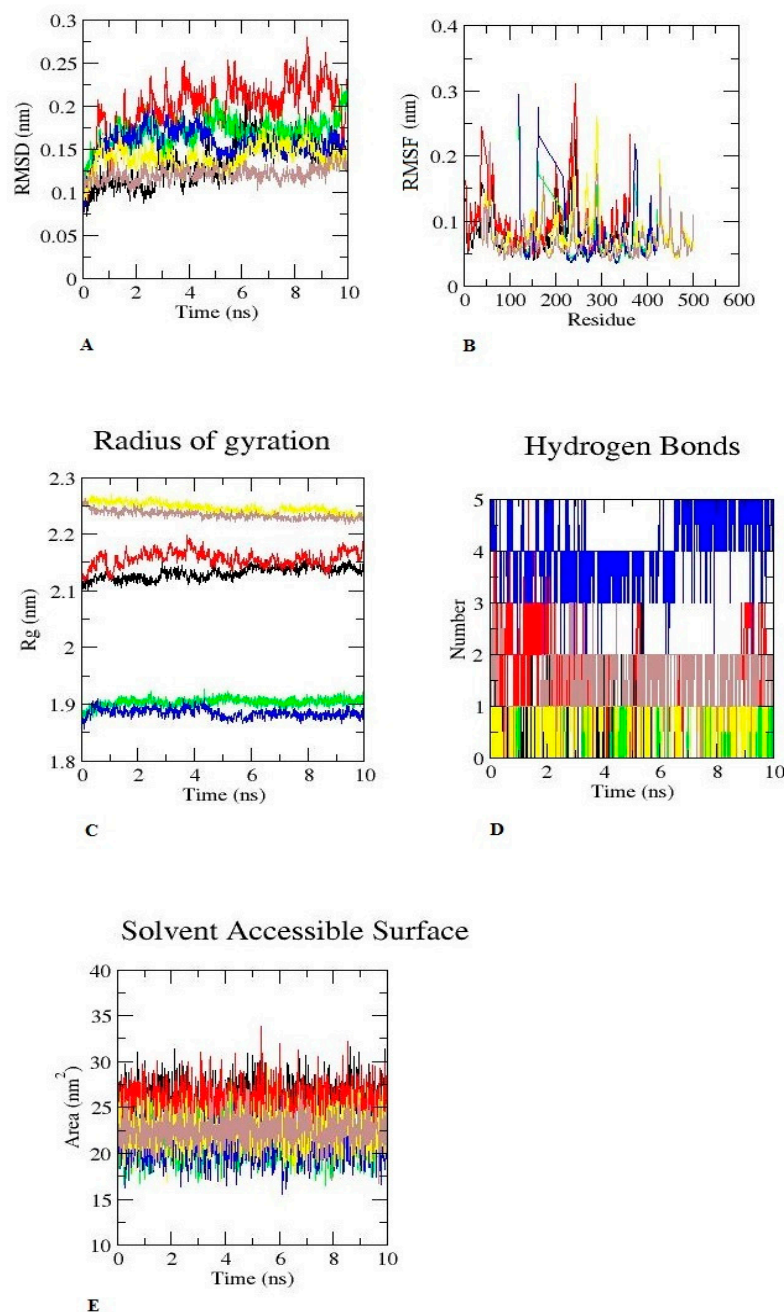 0.3
0.25
0.2
0.15
0.1
0.05
0
RMSD (nm)
0 2 4 6 8 10
Time (ns)
A
0.4
0.3
0.2
0.1
0
RMSF (nm)
0 100 200 300 400 500 600
Residue
B
Radius of gyration
2.3
2.2
2.1
2
1.9
1.8
Rg (nm)
0 2 4 6 8 10
Time (ns)
C
Hydrogen Bonds
5
4
3
2
1
0
Number
0 2 4 6 8 10
Time (ns)
D
Solvent Accessible Surface
40
35
30
25
20
15
10
Area (nm²)
0 2 4 6 8 10
Time (ns)
E